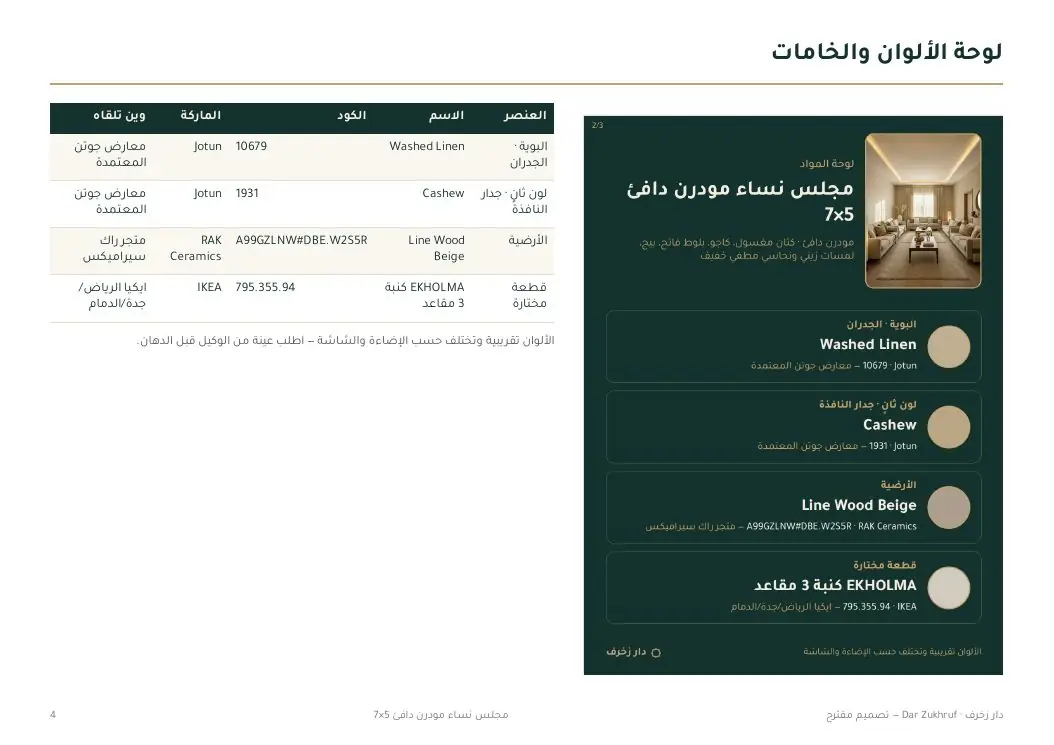 لوحة الألوان والخامات
2/3
لوحة المواد
مجلس نساء مودرن دافئ
7×5
مودرن دافئ · كتان مغسول، كاجو، بلوط فاتح، بيج،
لمسات زيتي ونحاسي مطفي خفيف
البوية · الجدران
Washed Linen
10679 · Jotun — معارض جوتن المعتمدة
لون ثانٍ · جدار النافذة
Cashew
1931 · Jotun — معارض جوتن المعتمدة
الأرضية
Line Wood Beige
A99GZLNW#DBE.W2S5R · RAK Ceramics — متجر راك سيراميكس
قطعة مختارة
EKHOLMA كنبة 3 مقاعد
795.355.94 · IKEA — ايكيا الرياض/جدة/الدمام
الألوان تقريبية وتختلف حسب الإضاءة والشاشة
دار زخرف
العنصر الاسم الكود الماركة وين تلقاه
البوية · الجدران Washed Linen 10679 Jotun معارض جوتن المعتمدة
لون ثانٍ · جدار النافذة Cashew 1931 Jotun معارض جوتن المعتمدة
الأرضية Line Wood Beige A99GZLNW#DBE.W2S5R RAK Ceramics متجر راك سيراميكس
قطعة مختارة EKHOLMA كنبة 3 مقاعد 795.355.94 IKEA ايكيا الرياض/جدة/الدمام
الألوان تقريبية وتختلف حسب الإضاءة والشاشة — اطلب عينة من الوكيل قبل الدهان.
دار زخرف · Dar Zukhruf — تصميم مقترح
مجلس نساء مودرن دافئ 5×7
4